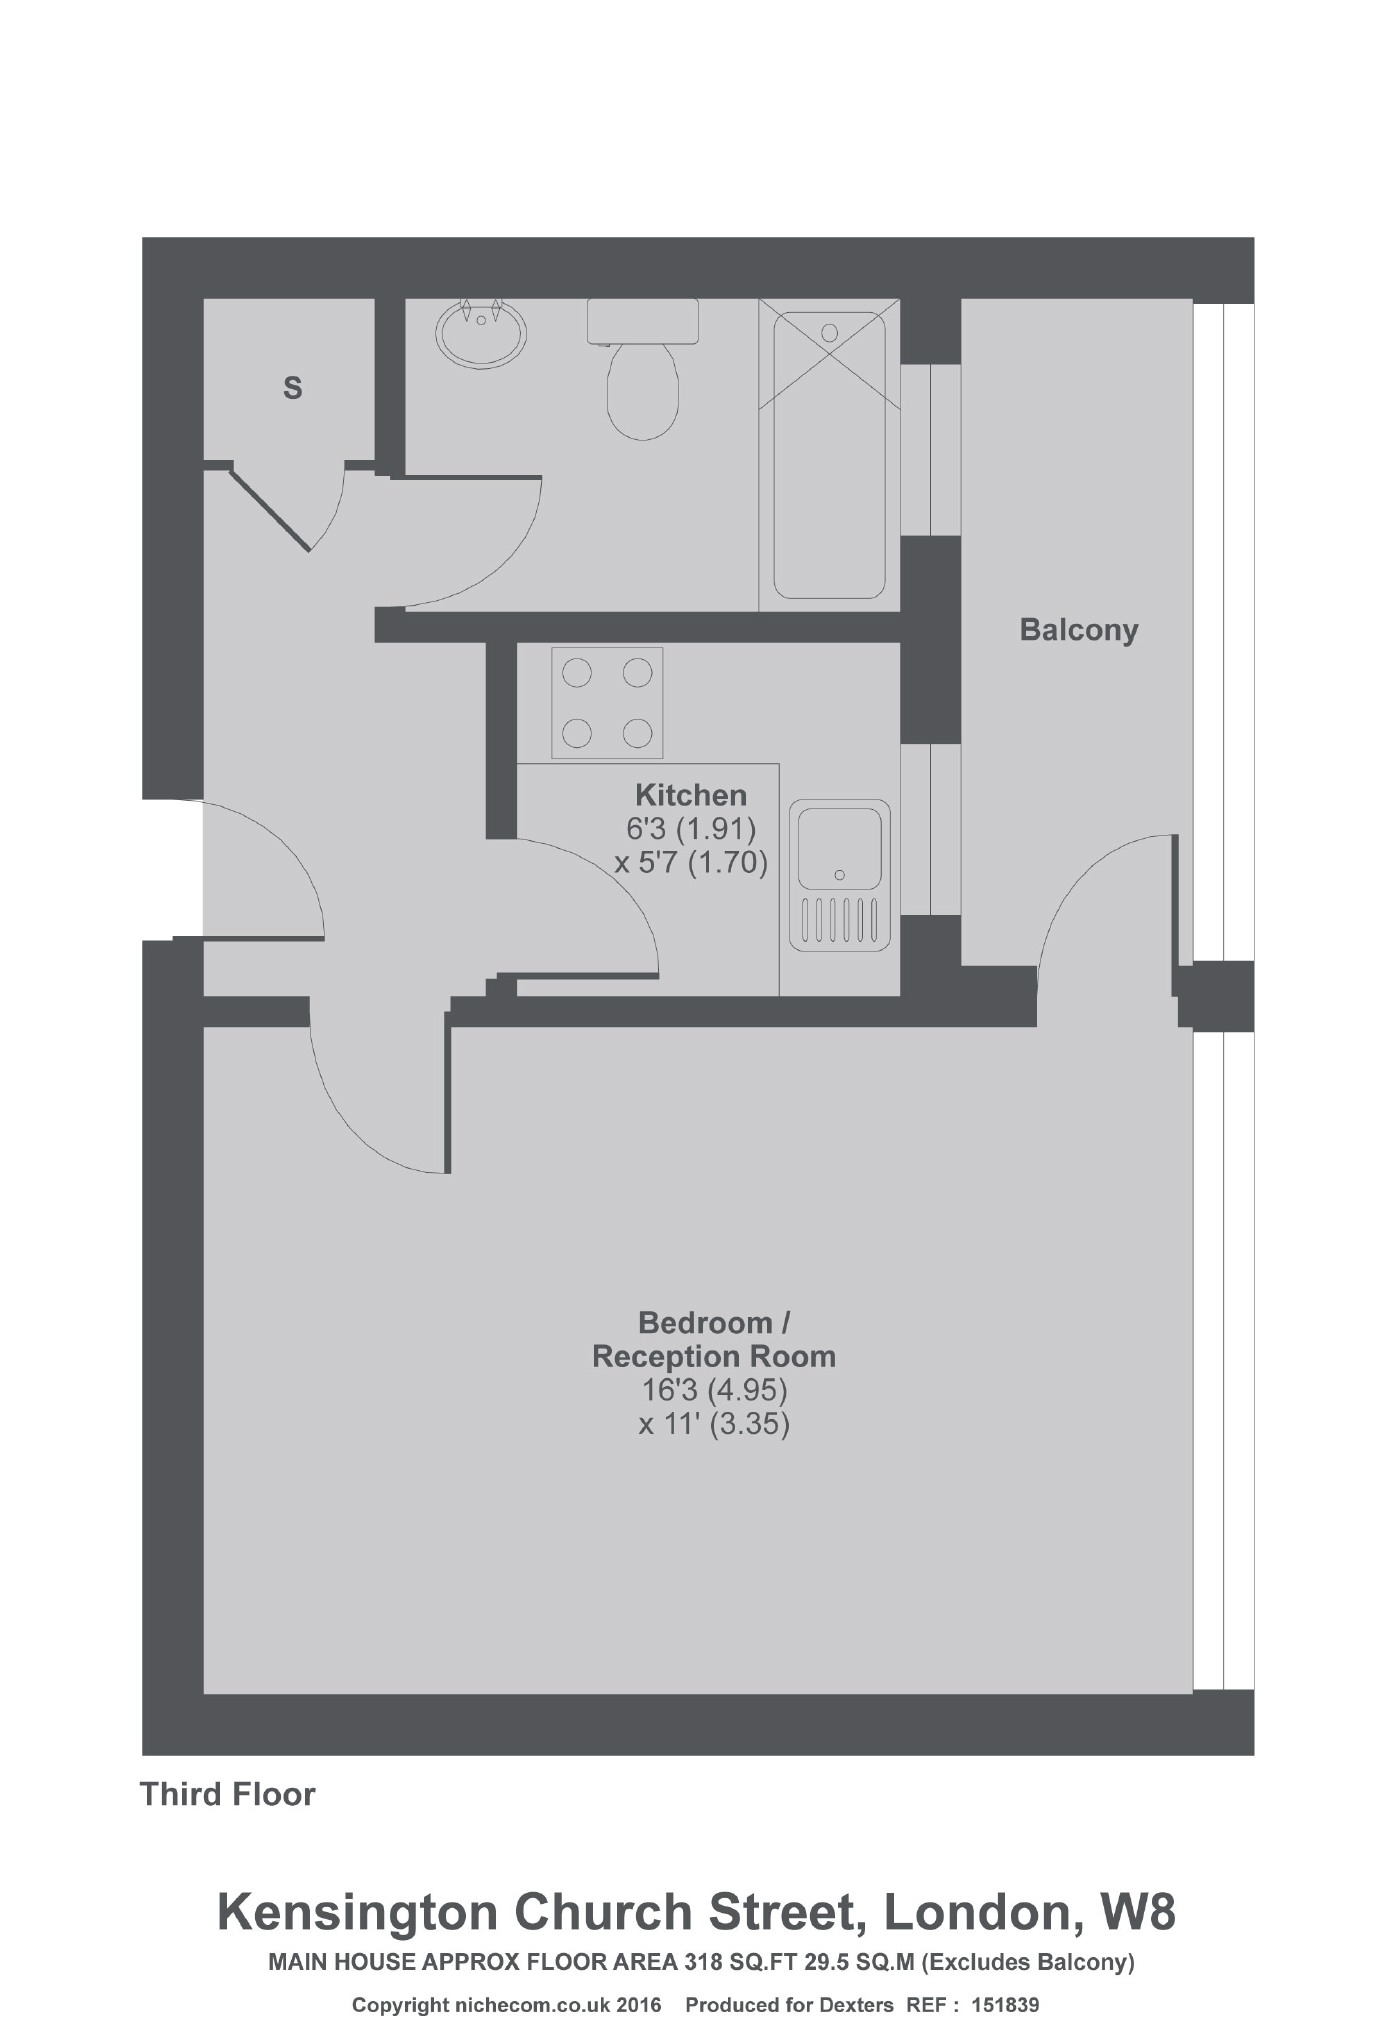 S
Balcony
Kitchen
6'3 (1.91)
x 5'7 (1.70)
Bedroom /
Reception Room
16'3 (4.95)
x 11' (3.35)
Third Floor
Kensington Church Street, London, W8
MAIN HOUSE APPROX FLOOR AREA 318 SQ.FT 29.5 SQ.M (Excludes Balcony)
Copyright nichecom.co.uk 2016 Produced for Dexters REF : 151839